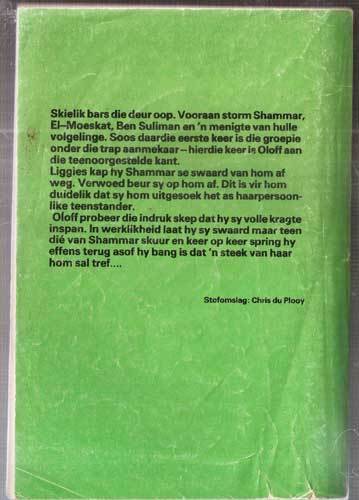 Skielik bars die deur oop. Vooraan storm Shammar,
El-Moeskat, Ben Suliman en 'n menigte van hulle
volgelinge. Soos daardie eerste keer is die groepie
onder die trap aanmekaar — hierdie keer is Oloff aan
die teenoorgestelde kant.
Liggies kap hy Shammar se swaard van hom af
weg. Verwoed beur sy op hom af. Dit is vir hom
duidelik dat sy hom uitgesoek het as haar persoon-
like teenstander.
Oloff probeer die indruk skep dat hy sy volle kragte
inspan. In werklikheid laat hy sy swaard maar teen
dié van Shammar skuur en keer op keer spring hy
effens terug asof hy bang is dat 'n steek van haar
hom sal tref....
Stofomslag: Chris du Plooy